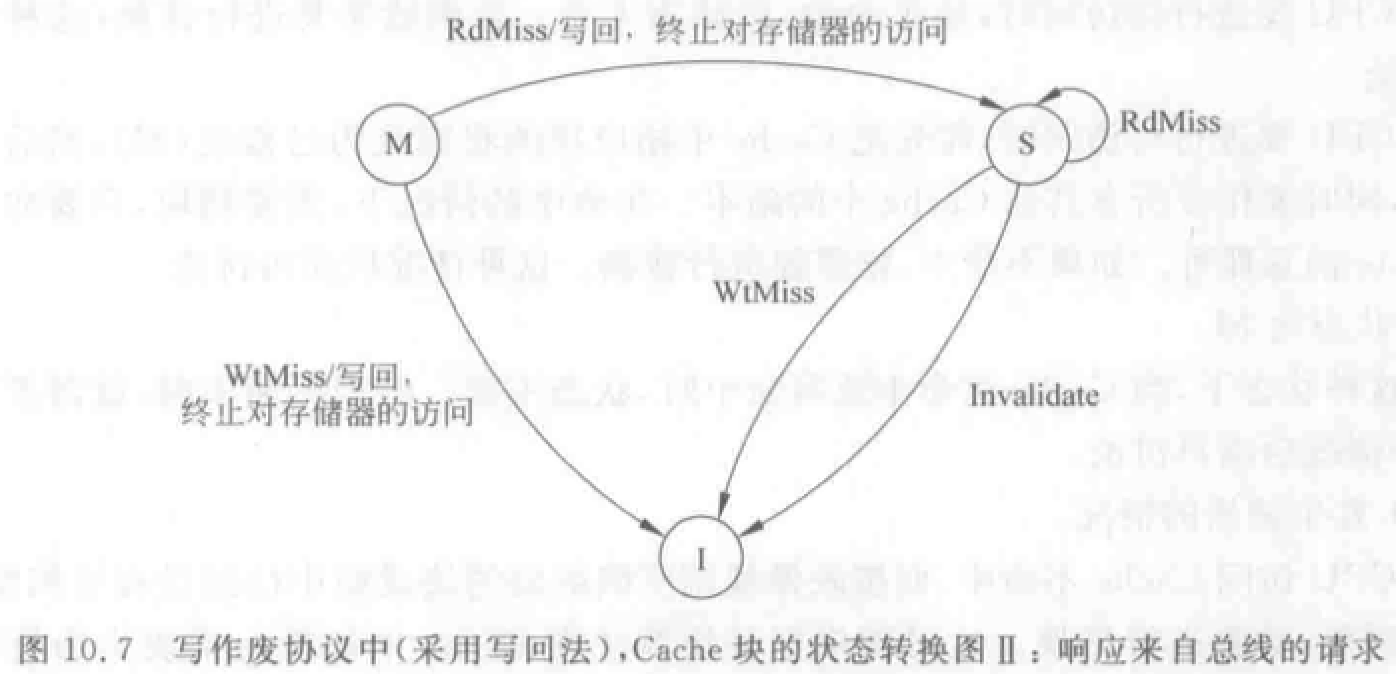 RdMiss/写回，终止对存储器的访问
M
S
RdMiss
WtMiss
WtMiss/写回，
终止对存储器的访问
Invalidate
I
图 10.7 写作废协议中(采用写回法),Cache 块的状态转换图Ⅱ：响应来自总线的请求